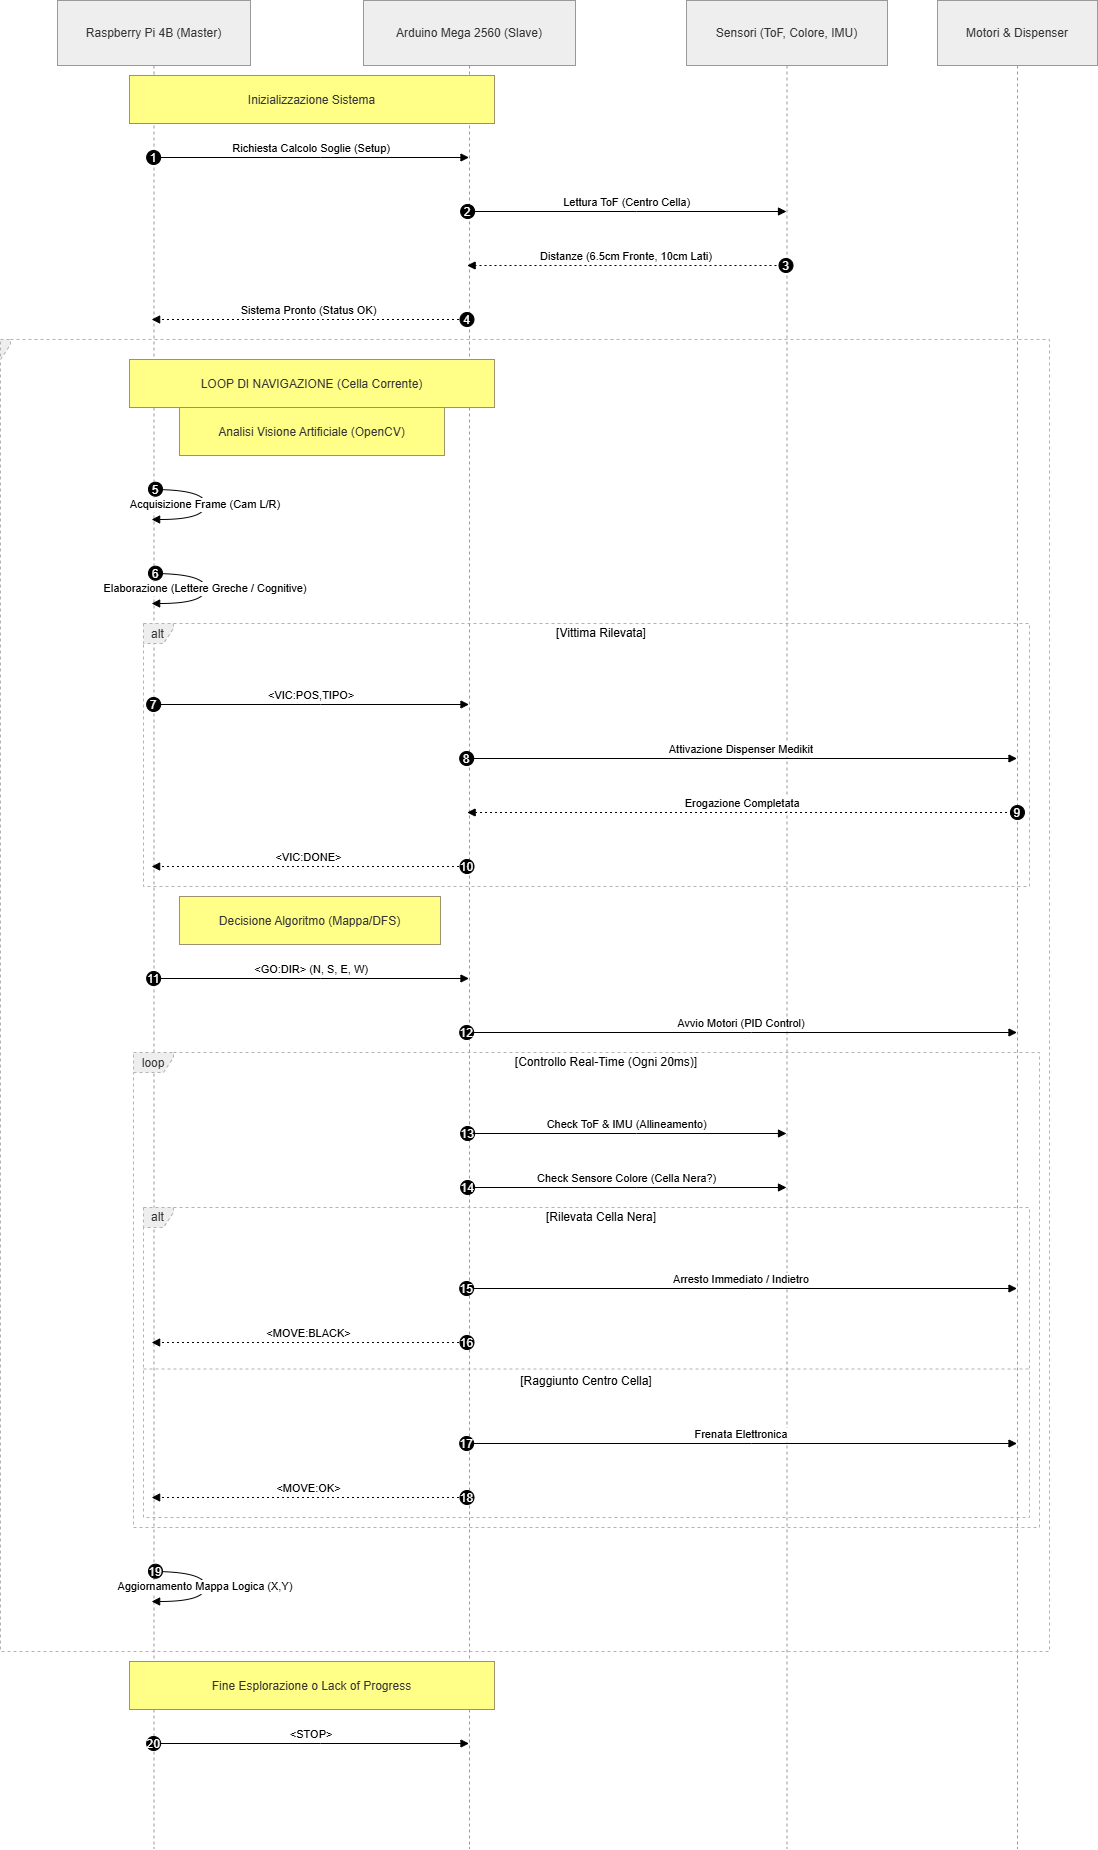 Raspberry Pi 4B (Master)
Arduino Mega 2560 (Slave)
Sensori (ToF, Colore, IMU)
Motori & Dispenser
Inizializzazione Sistema
1
Richiesta Calcolo Soglie (Setup)
2
Lettura ToF (Centro Cella)
Distanze (6.5cm Fronte, 10cm Lati)
3
Sistema Pronto (Status OK)
4
LOOP DI NAVIGAZIONE (Cella Corrente)
Analisi Visione Artificiale (OpenCV)
5
Acquisizione Frame (Cam L/R)
6
Elaborazione (Lettere Greche / Cognitive)
alt
[Vittima Rilevata]
7
<VIC:POS,TIPO>
8
Attivazione Dispenser Medikit
Erogazione Completata
9
<VIC:DONE>
10
Decisione Algoritmo (Mappa/DFS)
11
<GO:DIR> (N, S, E, W)
12
Avvio Motori (PID Control)
loop
[Controllo Real-Time (Ogni 20ms)]
13
Check ToF & IMU (Allineamento)
14
Check Sensore Colore (Cella Nera?)
alt
[Rilevata Cella Nera]
15
Arresto Immediato / Indietro
<MOVE:BLACK>
16
[Raggiunto Centro Cella]
17
Frenata Elettronica
<MOVE:OK>
18
19
Aggiornamento Mappa Logica (X,Y)
Fine Esplorazione o Lack of Progress
20
<STOP>